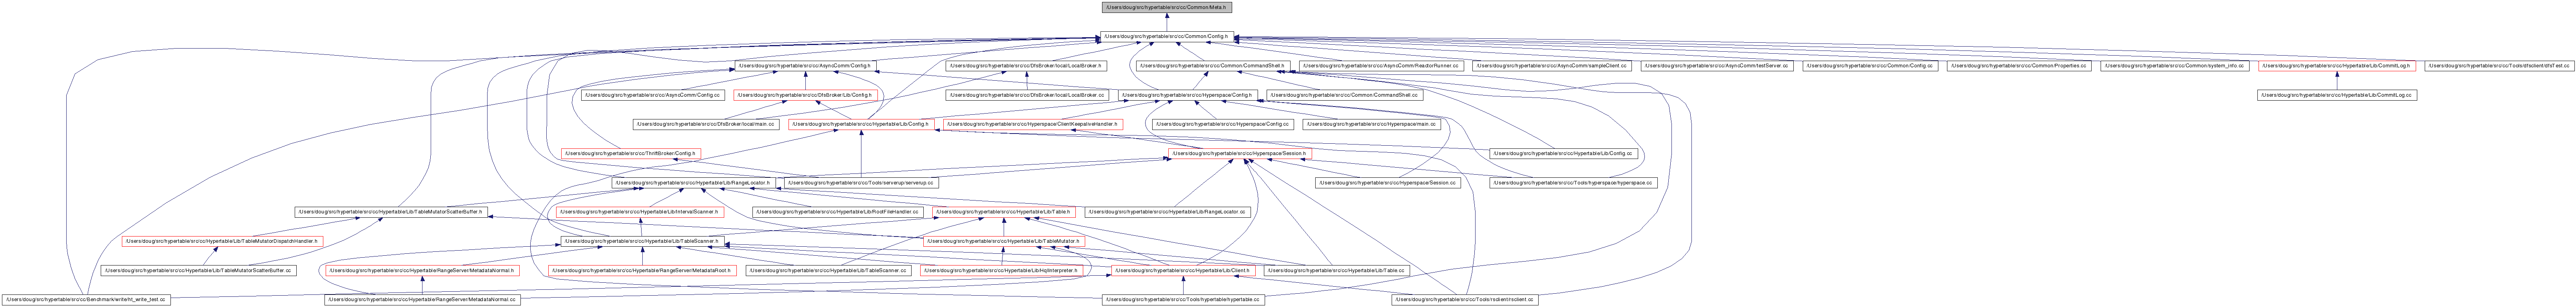 /Users/doug/src/hypertable/src/cc/Common/Meta.h
/Users/doug/src/hypertable/src/cc/Common/Config.h
/Users/doug/src/hypertable/src/cc/AsyncComm/Config.h
/Users/doug/src/hypertable/src/cc/DfsBroker/local/LocalBroker.h
/Users/doug/src/hypertable/src/cc/Common/CommandShell.h
/Users/doug/src/hypertable/src/cc/AsyncComm/ReactorRunner.cc
/Users/doug/src/hypertable/src/cc/AsyncComm/sampleClient.cc
/Users/doug/src/hypertable/src/cc/AsyncComm/testServer.cc
/Users/doug/src/hypertable/src/cc/Common/Config.cc
/Users/doug/src/hypertable/src/cc/Common/Properties.cc
/Users/doug/src/hypertable/src/cc/Common/system_info.cc
/Users/doug/src/hypertable/src/cc/Hypertable/Lib/CommitLog.h
/Users/doug/src/hypertable/src/cc/Tools/dfsclient/dfsTest.cc
/Users/doug/src/hypertable/src/cc/AsyncComm/Config.cc
/Users/doug/src/hypertable/src/cc/DfsBroker/Lib/Config.h
/Users/doug/src/hypertable/src/cc/DfsBroker/local/LocalBroker.cc
/Users/doug/src/hypertable/src/cc/Hyperspace/Config.h
/Users/doug/src/hypertable/src/cc/Common/CommandShell.cc
/Users/doug/src/hypertable/src/cc/Hypertable/Lib/CommitLog.cc
/Users/doug/src/hypertable/src/cc/DfsBroker/local/main.cc
/Users/doug/src/hypertable/src/cc/Hypertable/Lib/Config.h
/Users/doug/src/hypertable/src/cc/Hyperspace/ClientKeepaliveHandler.h
/Users/doug/src/hypertable/src/cc/Hyperspace/Config.cc
/Users/doug/src/hypertable/src/cc/Hyperspace/main.cc
/Users/doug/src/hypertable/src/cc/ThriftBroker/Config.h
/Users/doug/src/hypertable/src/cc/Hyperspace/Session.h
/Users/doug/src/hypertable/src/cc/Hypertable/Lib/Config.cc
/Users/doug/src/hypertable/src/cc/Hypertable/Lib/RangeLocator.h
/Users/doug/src/hypertable/src/cc/Tools/serverup/serverup.cc
/Users/doug/src/hypertable/src/cc/Hyperspace/Session.cc
/Users/doug/src/hypertable/src/cc/Tools/hyperspace/hyperspace.cc
/Users/doug/src/hypertable/src/cc/Hypertable/Lib/TableMutatorScatterBuffer.h
/Users/doug/src/hypertable/src/cc/Hypertable/Lib/IntervalScanner.h
/Users/doug/src/hypertable/src/cc/Hypertable/Lib/RootFileHandler.cc
/Users/doug/src/hypertable/src/cc/Hypertable/Lib/Table.h
/Users/doug/src/hypertable/src/cc/Hypertable/Lib/RangeLocator.cc
/Users/doug/src/hypertable/src/cc/Hypertable/Lib/TableMutatorDispatchHandler.h
/Users/doug/src/hypertable/src/cc/Hypertable/Lib/TableScanner.h
/Users/doug/src/hypertable/src/cc/Hypertable/Lib/TableMutator.h
/Users/doug/src/hypertable/src/cc/Hypertable/Lib/TableMutatorScatterBuffer.cc
/Users/doug/src/hypertable/src/cc/Hypertable/RangeServer/MetadataNormal.h
/Users/doug/src/hypertable/src/cc/Hypertable/RangeServer/MetadataRoot.h
/Users/doug/src/hypertable/src/cc/Hypertable/Lib/TableScanner.cc
/Users/doug/src/hypertable/src/cc/Hypertable/Lib/HqlInterpreter.h
/Users/doug/src/hypertable/src/cc/Hypertable/Lib/Client.h
/Users/doug/src/hypertable/src/cc/Hypertable/Lib/Table.cc
/Users/doug/src/hypertable/src/cc/Benchmark/write/ht_write_test.cc
/Users/doug/src/hypertable/src/cc/Hypertable/RangeServer/MetadataNormal.cc
/Users/doug/src/hypertable/src/cc/Tools/hypertable/hypertable.cc
/Users/doug/src/hypertable/src/cc/Tools/rsclient/rsclient.cc